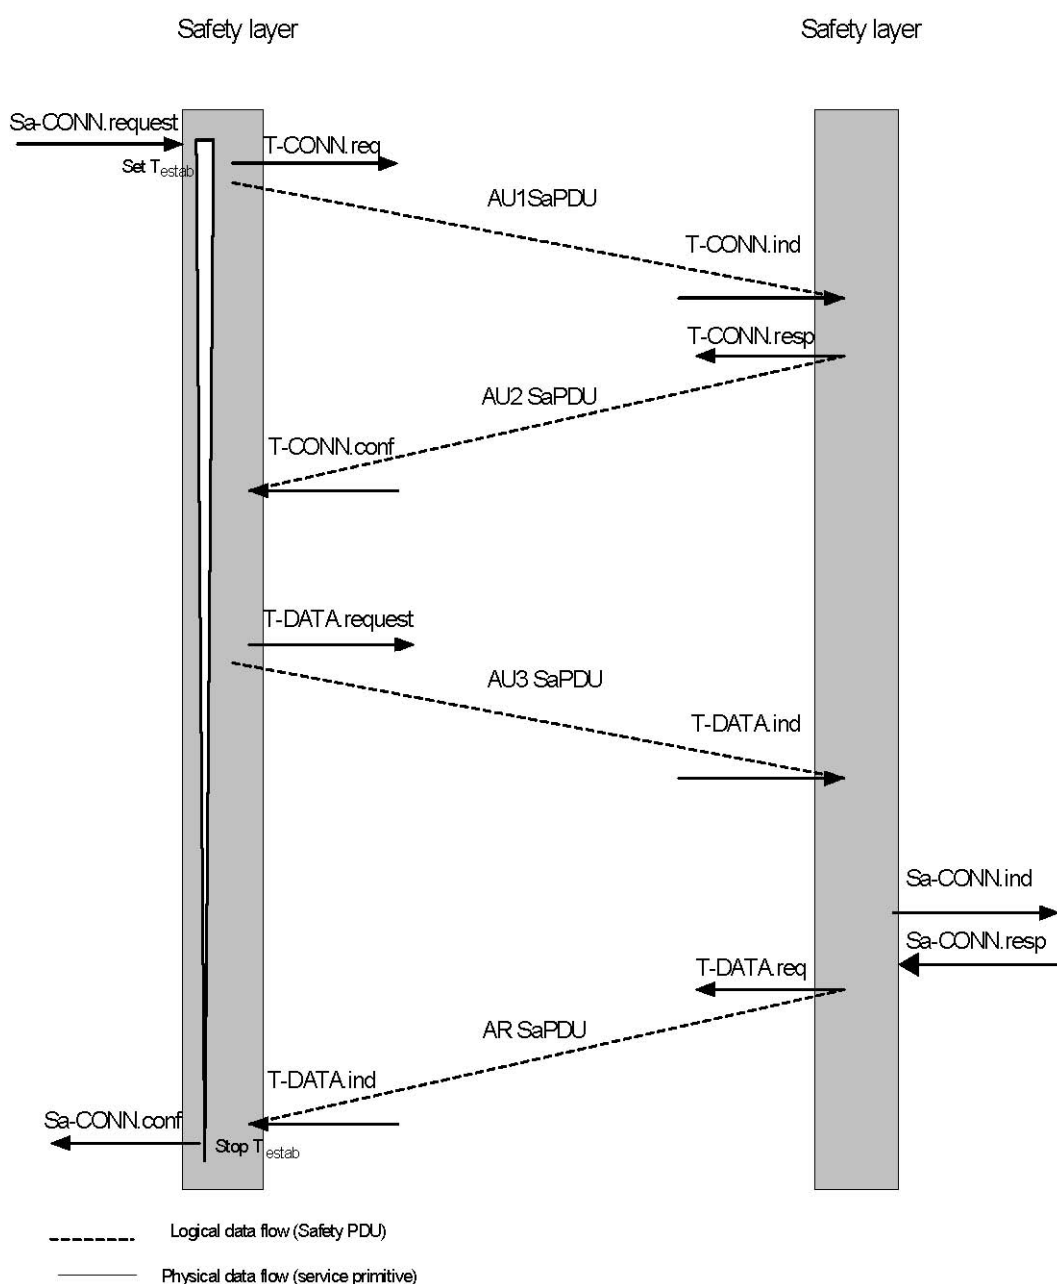 Safety layer
Safety layer
Sa-CONN.request
T-CONN.req
Set T estab
AU1SaPDU
T-CONN.ind
T-CONN.resp
AU2 SaPDU
T-CONN.conf
T-DATA.request
AU3 SaPDU
T-DATA.ind
Sa-CONN.ind
Sa-CONN.resp
T-DATA.req
AR SaPDU
T-DATA.ind
Sa-CONN.conf
Stop T estab
Logical data flow (Safety PDU)
Physical data flow (service primitive)